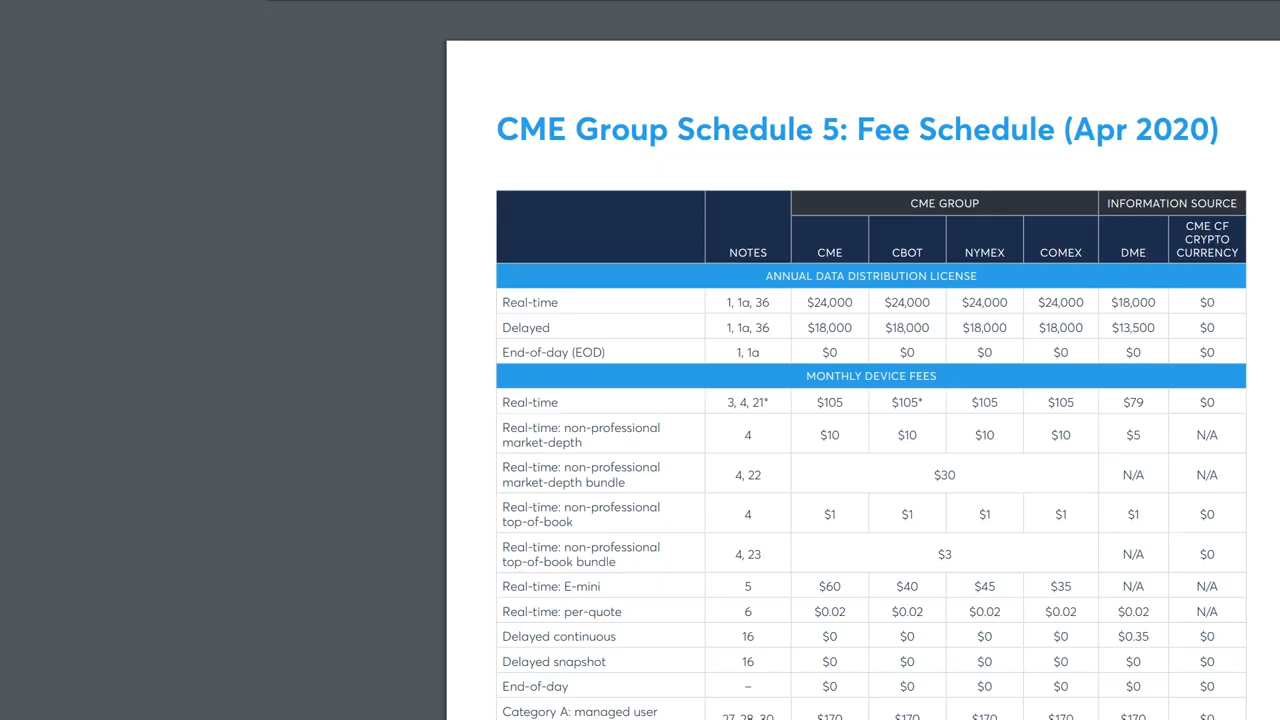 CME Group Schedule 5: Fee Schedule (Apr 2020)
CME GROUP INFORMATION SOURCE
NOTES CME CBOT NYMEX COMEX DME CME CF CRYPTO CURRENCY
ANNUAL DATA DISTRIBUTION LICENSE
Real-time 1, 1a, 36 $24,000 $24,000 $24,000 $24,000 $18,000 $0
Delayed 1, 1a, 36 $18,000 $18,000 $18,000 $18,000 $13,500 $0
End-of-day (EOD) 1, 1a $0 $0 $0 $0 $0 $0
MONTHLY DEVICE FEES
Real-time 3, 4, 21* $105 $105* $105 $105 $79 $0
Real-time: non-professional
market-depth 4 $10 $10 $10 $10 $5 N/A
Real-time: non-professional
market-depth bundle 4, 22 $30 N/A N/A
Real-time: non-professional
top-of-book 4 $1 $1 $1 $1 $1 $0
Real-time: non-professional
top-of-book bundle 4, 23 $3 N/A $0
Real-time: E-mini 5 $60 $40 $45 $35 N/A N/A
Real-time: per-quote 6 $0.02 $0.02 $0.02 $0.02 $0.02 N/A
Delayed continuous 16 $0 $0 $0 $0 $0.35 $0
Delayed snapshot 16 $0 $0 $0 $0 $0 $0
End-of-day – $0 $0 $0 $0 $0 $0
Category A: managed user
27, 28, 30 $170 $170 $170 $170 $170 $0